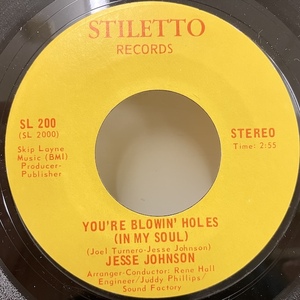 STILETTO
RECORDS
SL 200
(SL 2000)
STEREO
Time: 2:55
Skip Layne
Music (BMI)
Producer-
Publisher
YOU'RE BLOWIN' HOLES
(IN MY SOUL)
(Joel Turnero-Jesse Johnson)
JESSE JOHNSON
Arranger-Conductor: Rene Hall
Engineer/Juddy Phillips/
Sound Factory